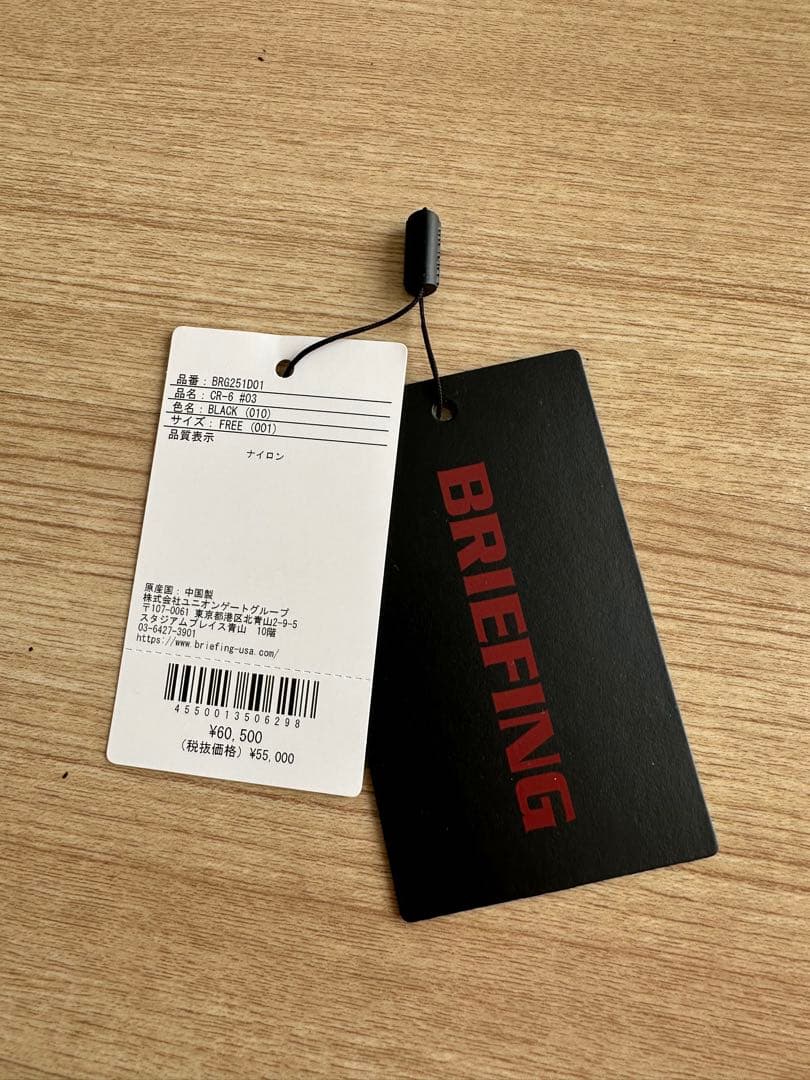 品番：BRG251D01
品名：CR-6 #03
色名：BLACK (010)
サイズ：FREE (001)
品質表示
ナイロン
原産国：中国製
株式会社ユニオンゲートグループ
〒107-0061 東京都港区北青山2-9-5
スタジアムプレイス青山 10階
03-6427-3901
https://www.briefing-usa.com/
4550013506298
¥60,500
(税抜価格) ¥55,000
BRIEFING